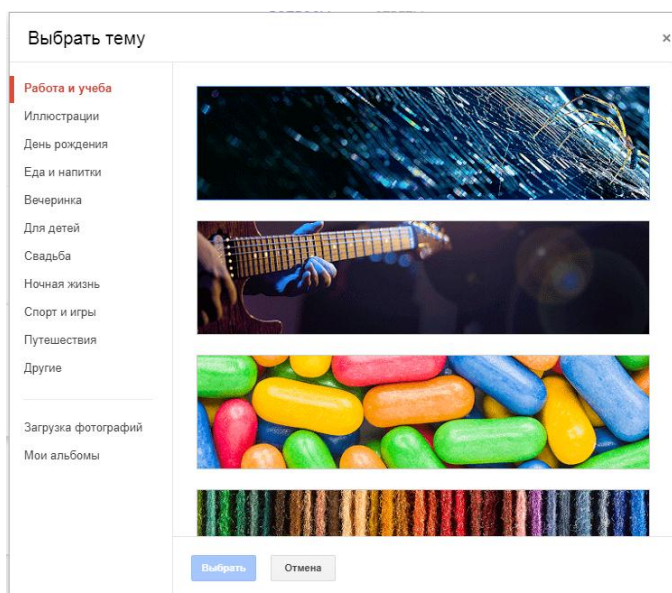 Выбрать тему
Работа и учеба
Иллюстрации
День рождения
Еда и напитки
Вечеринка
Для детей
Свадьба
Ночная жизнь
Спорт и игры
Путешествия
Другие
Загрузка фотографий
Мои альбомы
Выбрать
Отмена